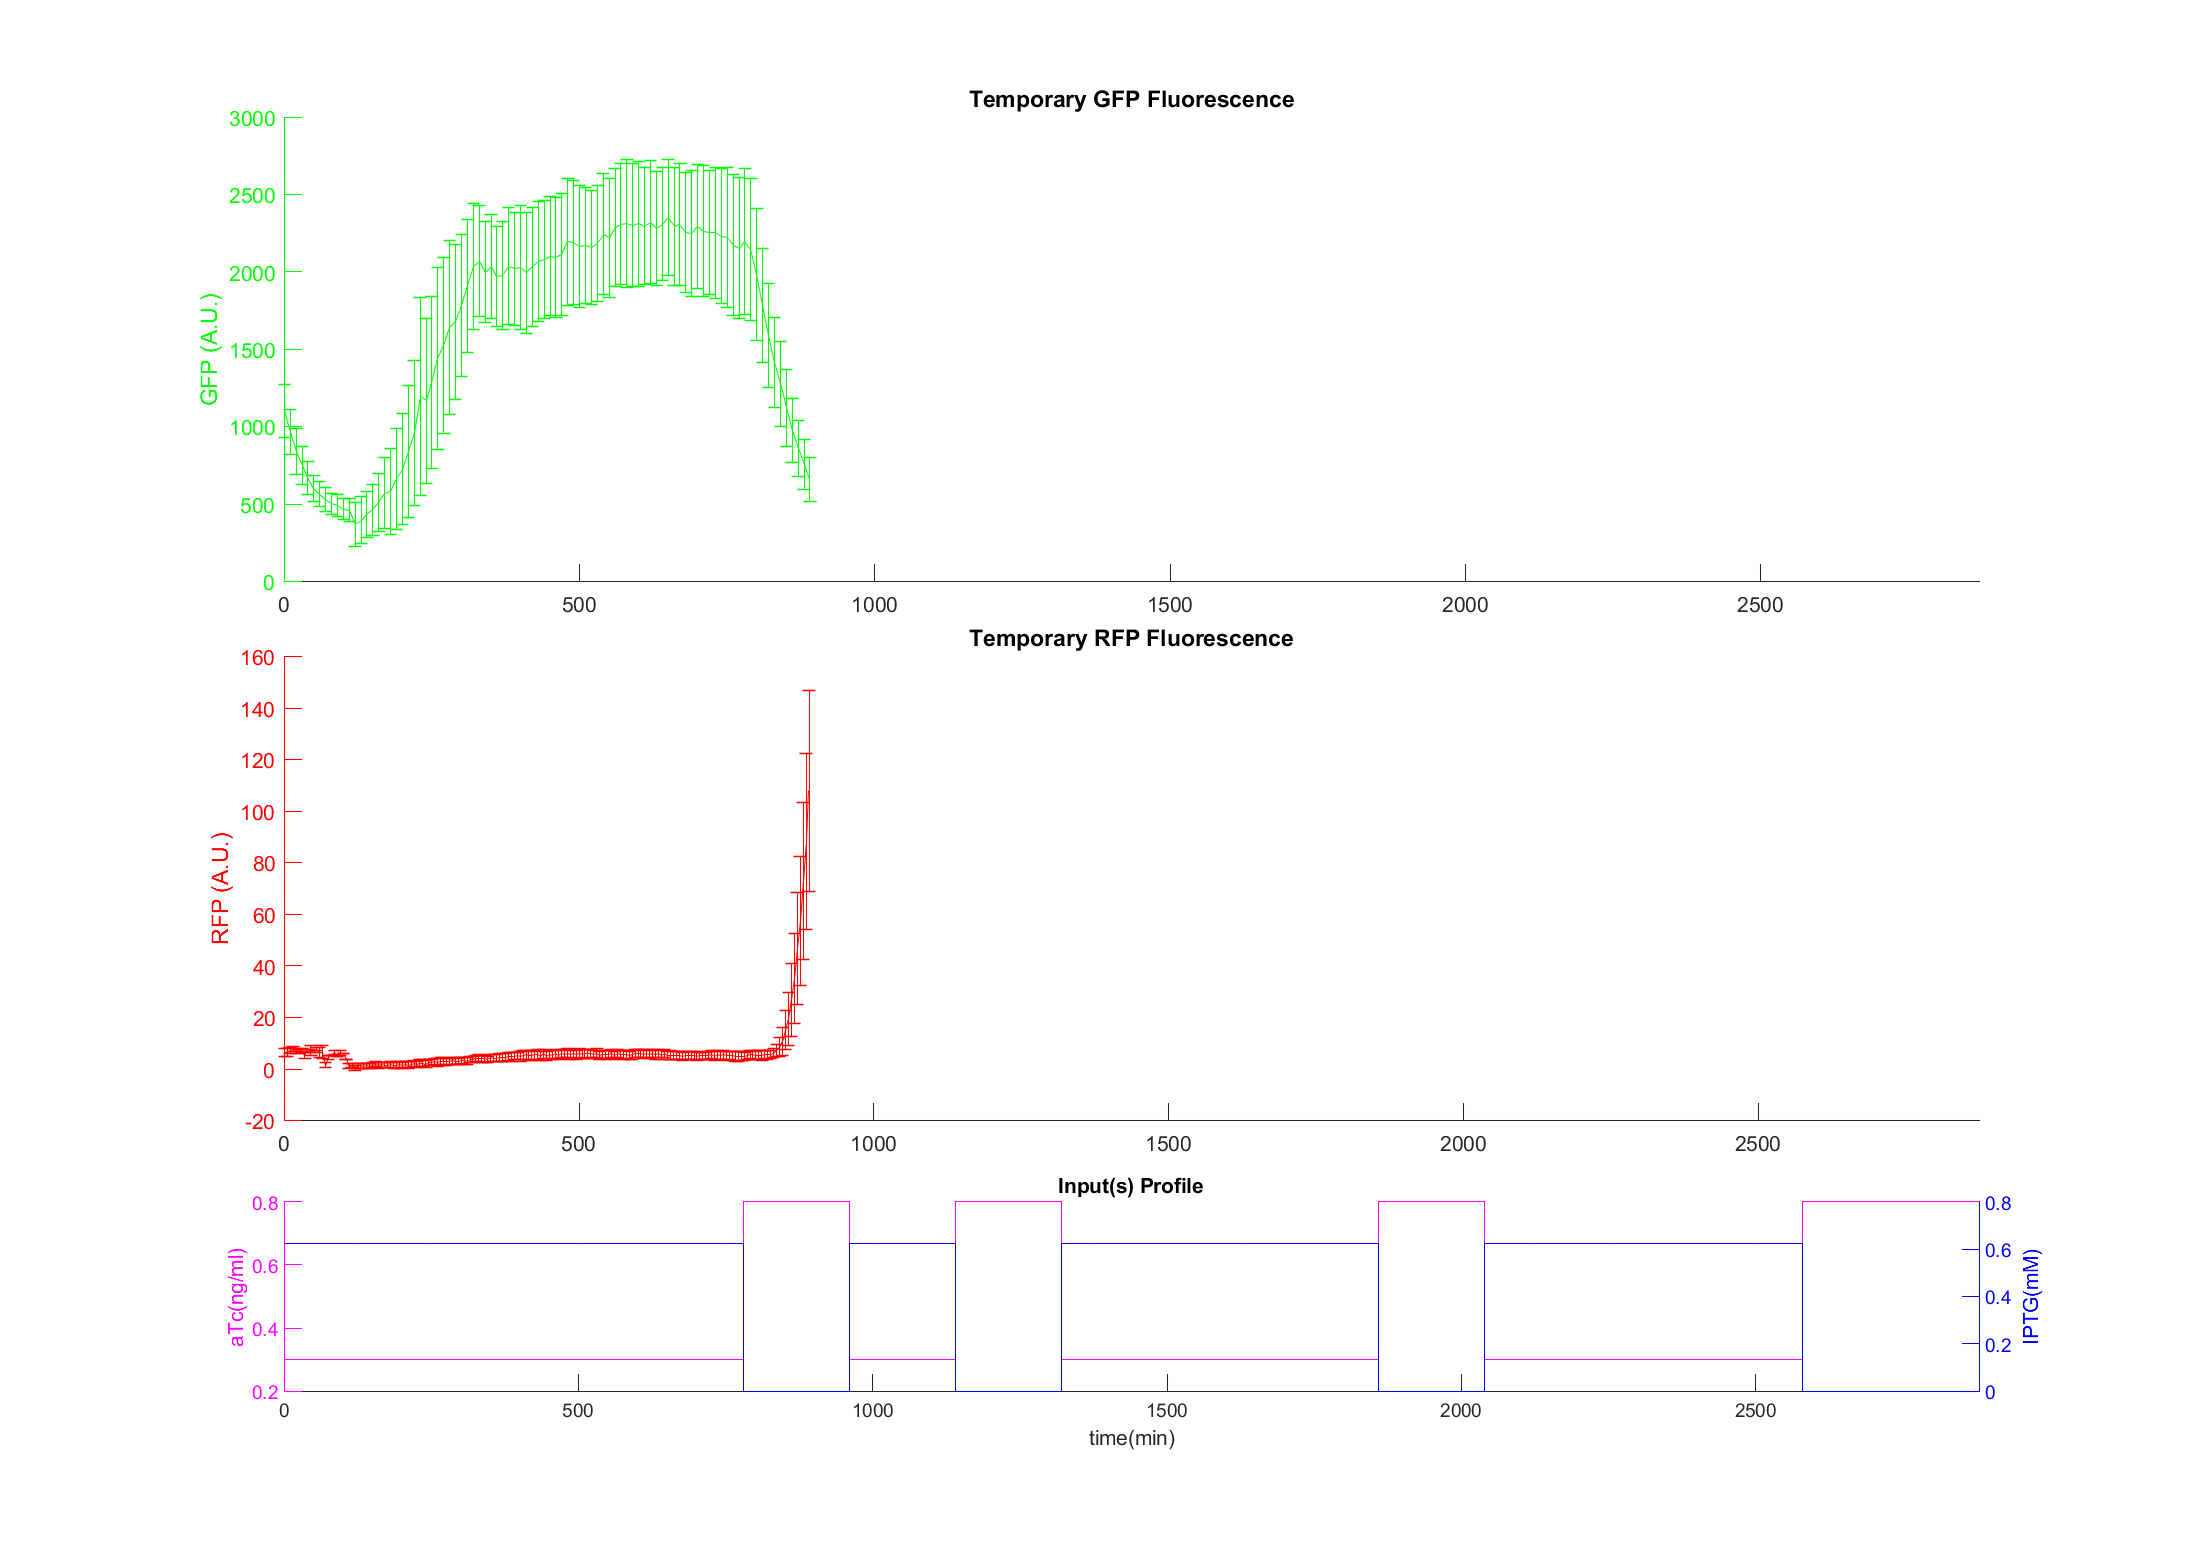 Temporary GFP Fluorescence
3000
2500
2000
1500
1000
500
0
GFP (A.U.)
0 500 1000 1500 2000 2500
Temporary RFP Fluorescence
160
140
120
100
80
60
40
20
0
-20
RFP (A.U.)
0 500 1000 1500 2000 2500
Input(s) Profile
0.8
0.6
0.4
0.2
aTc(ng/ml)
0.8
0.6
0.4
0.2
0
IPTG(mM)
0 500 1000 1500 2000 2500
time(min)